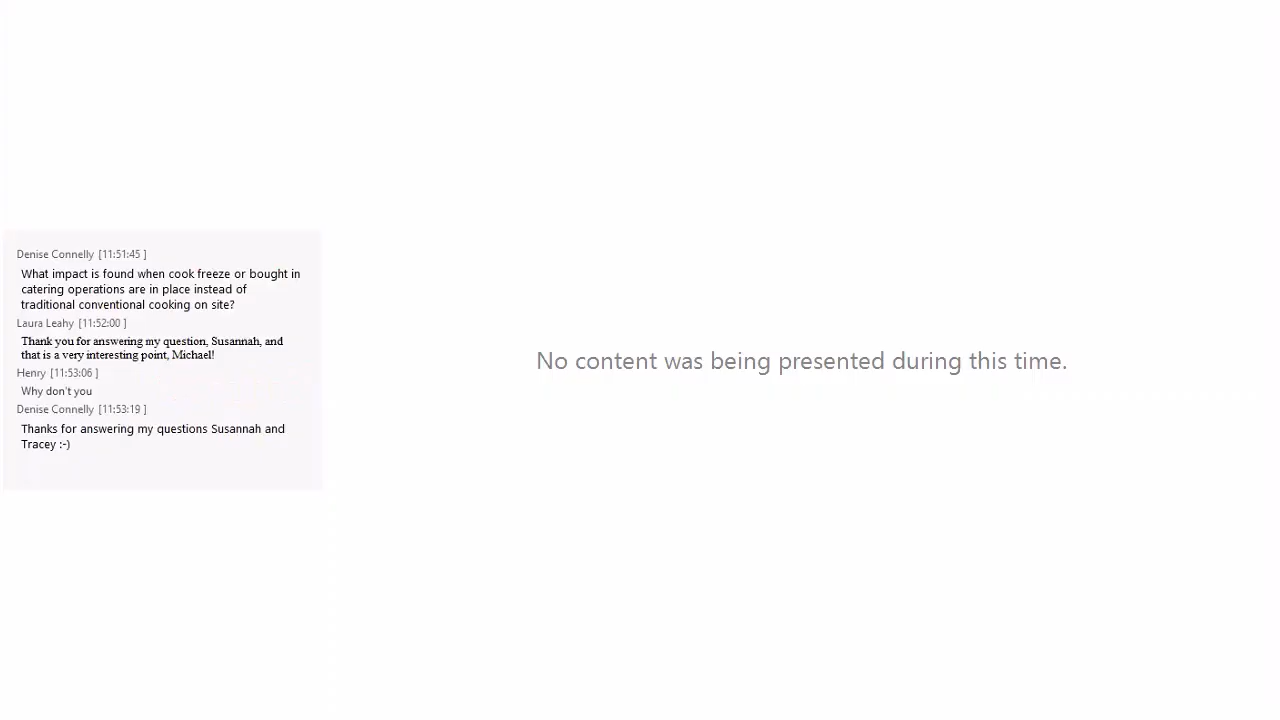 Denise Connelly [11:51:45 ]
What impact is found when cook freeze or bought in
catering operations are in place instead of
traditional conventional cooking on site?
Laura Leahy [11:52:00 ]
Thank you for answering my question, Susannah, and
that is a very interesting point, Michael!
Henry [11:53:06 ]
Why don't you
Denise Connelly [11:53:19 ]
Thanks for answering my questions Susannah and
Tracey :-)
No content was being presented during this time.